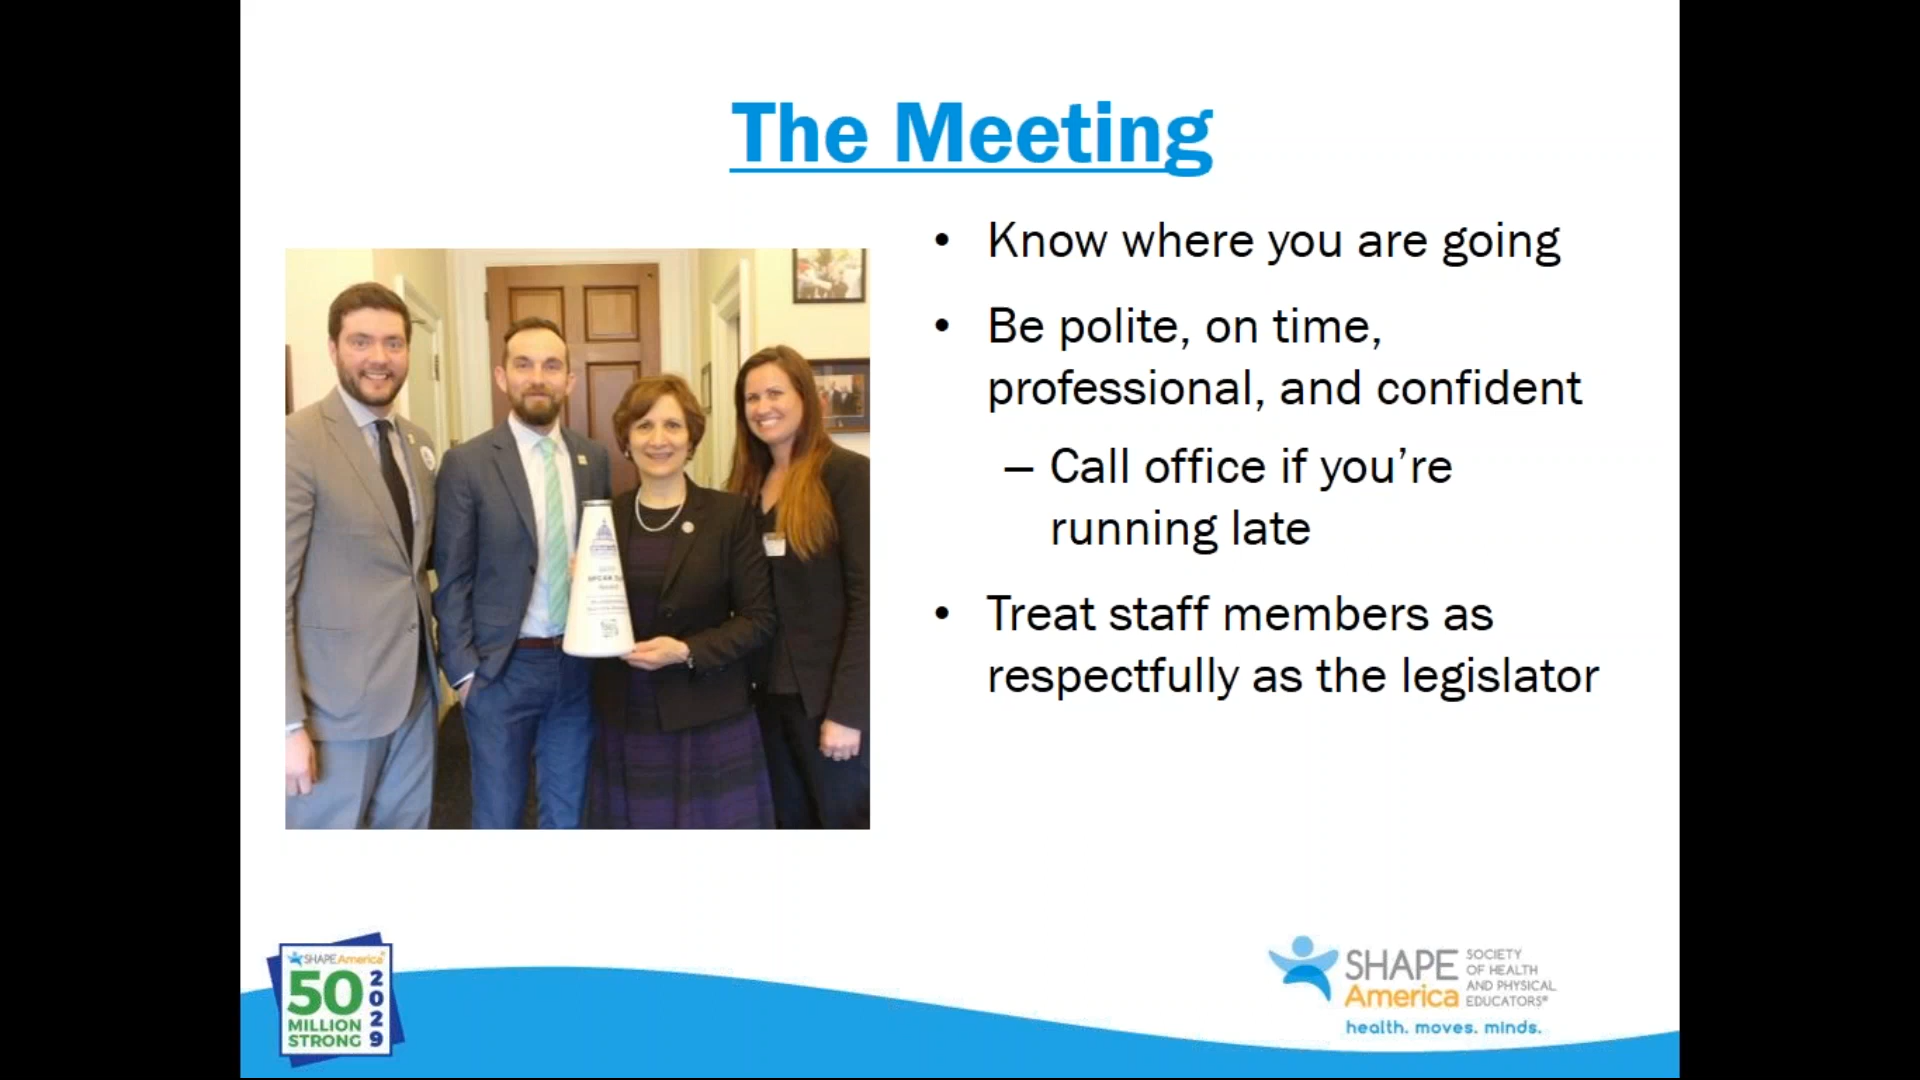 The Meeting
• Know where you are going
• Be polite, on time,
professional, and confident
– Call office if you’re
running late
• Treat staff members as
respectfully as the legislator
SHAPE America
50
MILLION
STRONG
2029
SHAPE
America
SOCIETY
OF HEALTH
AND PHYSICAL
EDUCATORS®
health. moves. minds.